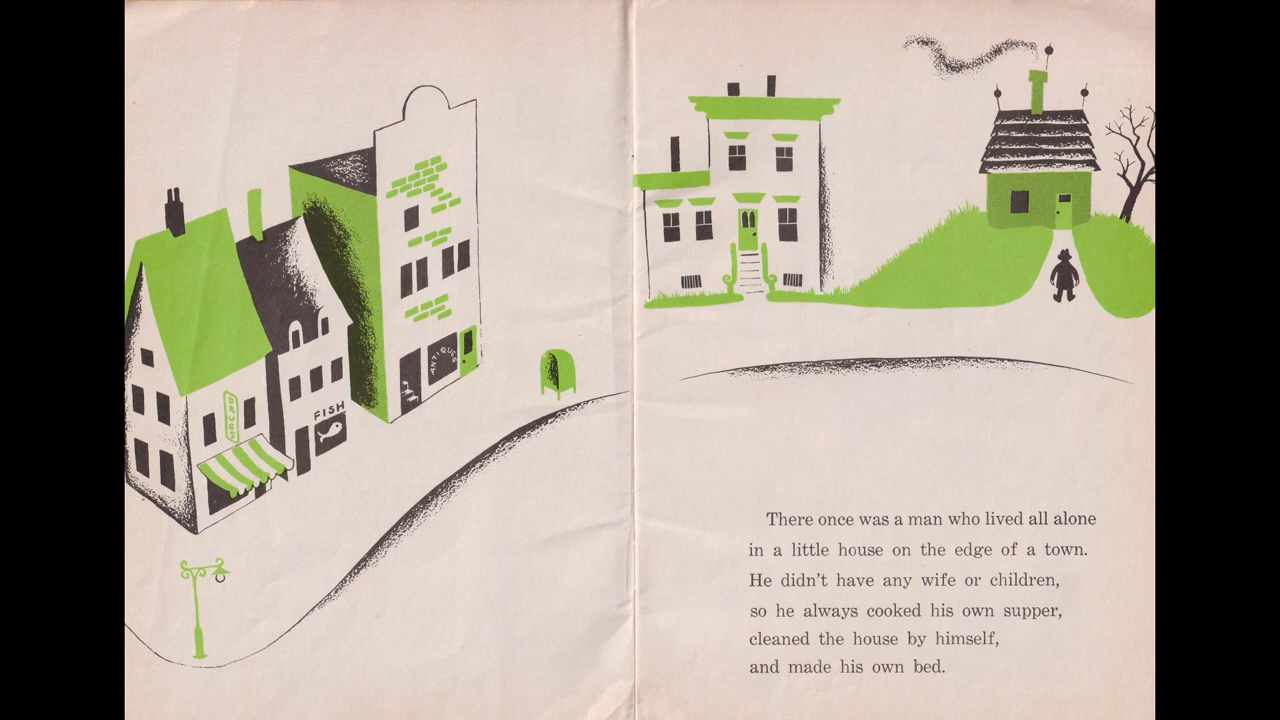 DRUGS
FISH
ANTIQUES
There once was a man who lived all alone
in a little house on the edge of a town.
He didn't have any wife or children,
so he always cooked his own supper,
cleaned the house by himself,
and made his own bed.